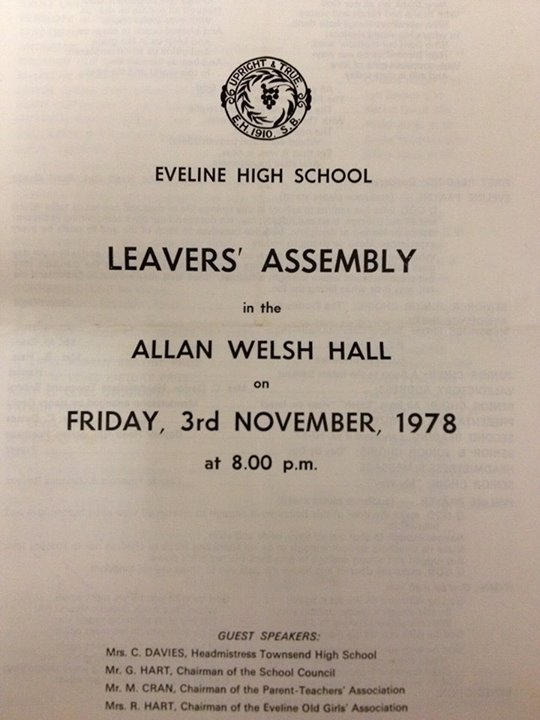 UPRIGHT & TRUE.
E.H. 1910. S.B.
EVELINE HIGH SCHOOL
LEAVERS' ASSEMBLY
in the
ALLAN WELSH HALL
on
FRIDAY, 3rd NOVEMBER, 1978
at 8.00 p.m.
GUEST SPEAKERS:
Mrs. C. DAVIES, Headmistress Townsend High School
Mr. G. HART, Chairman of the School Council
Mr. M. CRAN, Chairman of the Parent-Teachers' Association
Mrs. R. HART, Chairman of the Eveline Old Girls' Association